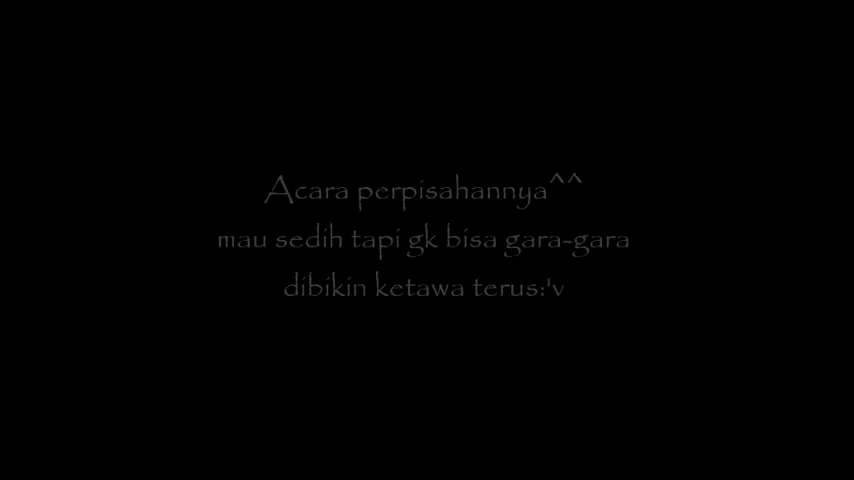 Acara perpisahannya^^
mau sedih tapi gk bisa gara-gara
dibikin ketawa terus:'v